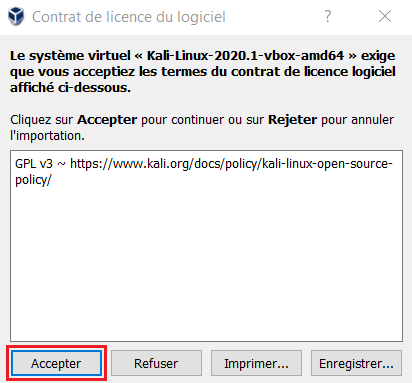 Contrat de licence du logiciel
Le système virtuel « Kali-Linux-2020.1-vbox-amd64 » exige
que vous acceptiez les termes du contrat de licence logiciel
affiché ci-dessous.
Cliquez sur Accepter pour continuer ou sur Rejeter pour annuler
l'importation.
GPL v3 ~ https://www.kali.org/docs/policy/kali-linux-open-source-
policy/
Accepter
Refuser
Imprimer...
Enregistrer...